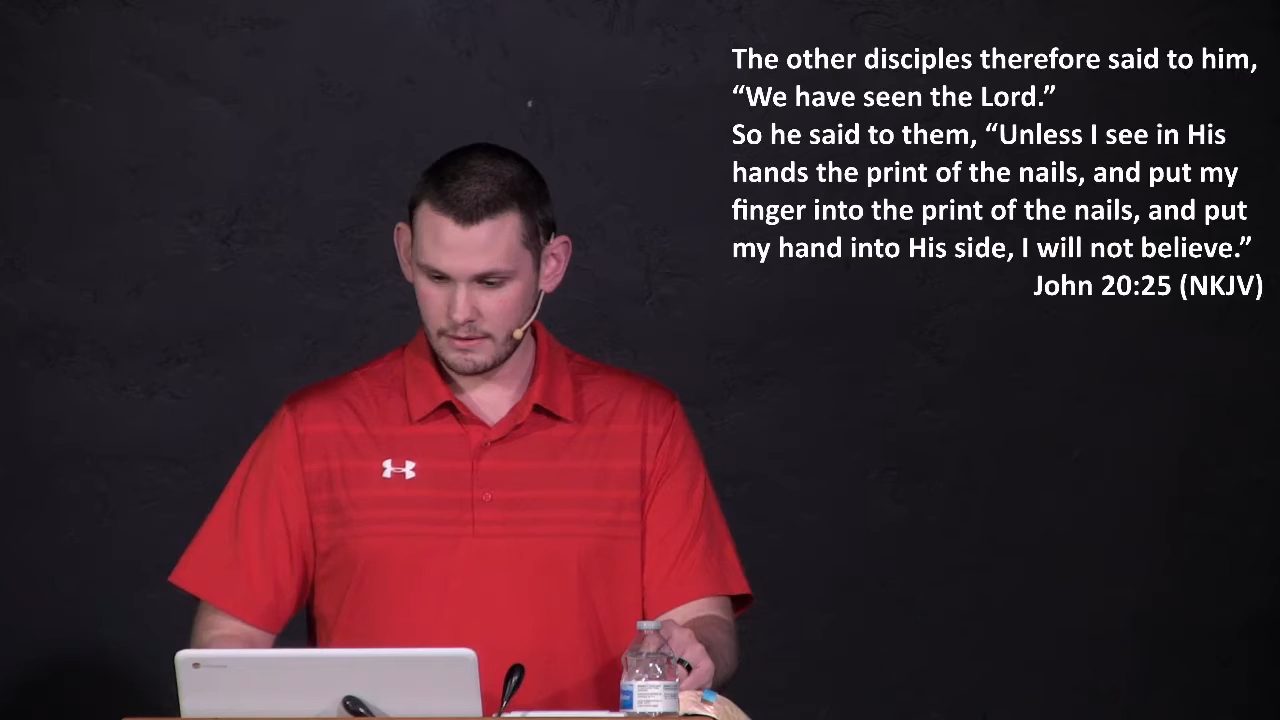 The other disciples therefore said to him,
“We have seen the Lord.”
So he said to them, “Unless I see in His
hands the print of the nails, and put my
finger into the print of the nails, and put
my hand into His side, I will not believe.”
John 20:25 (NKJV)